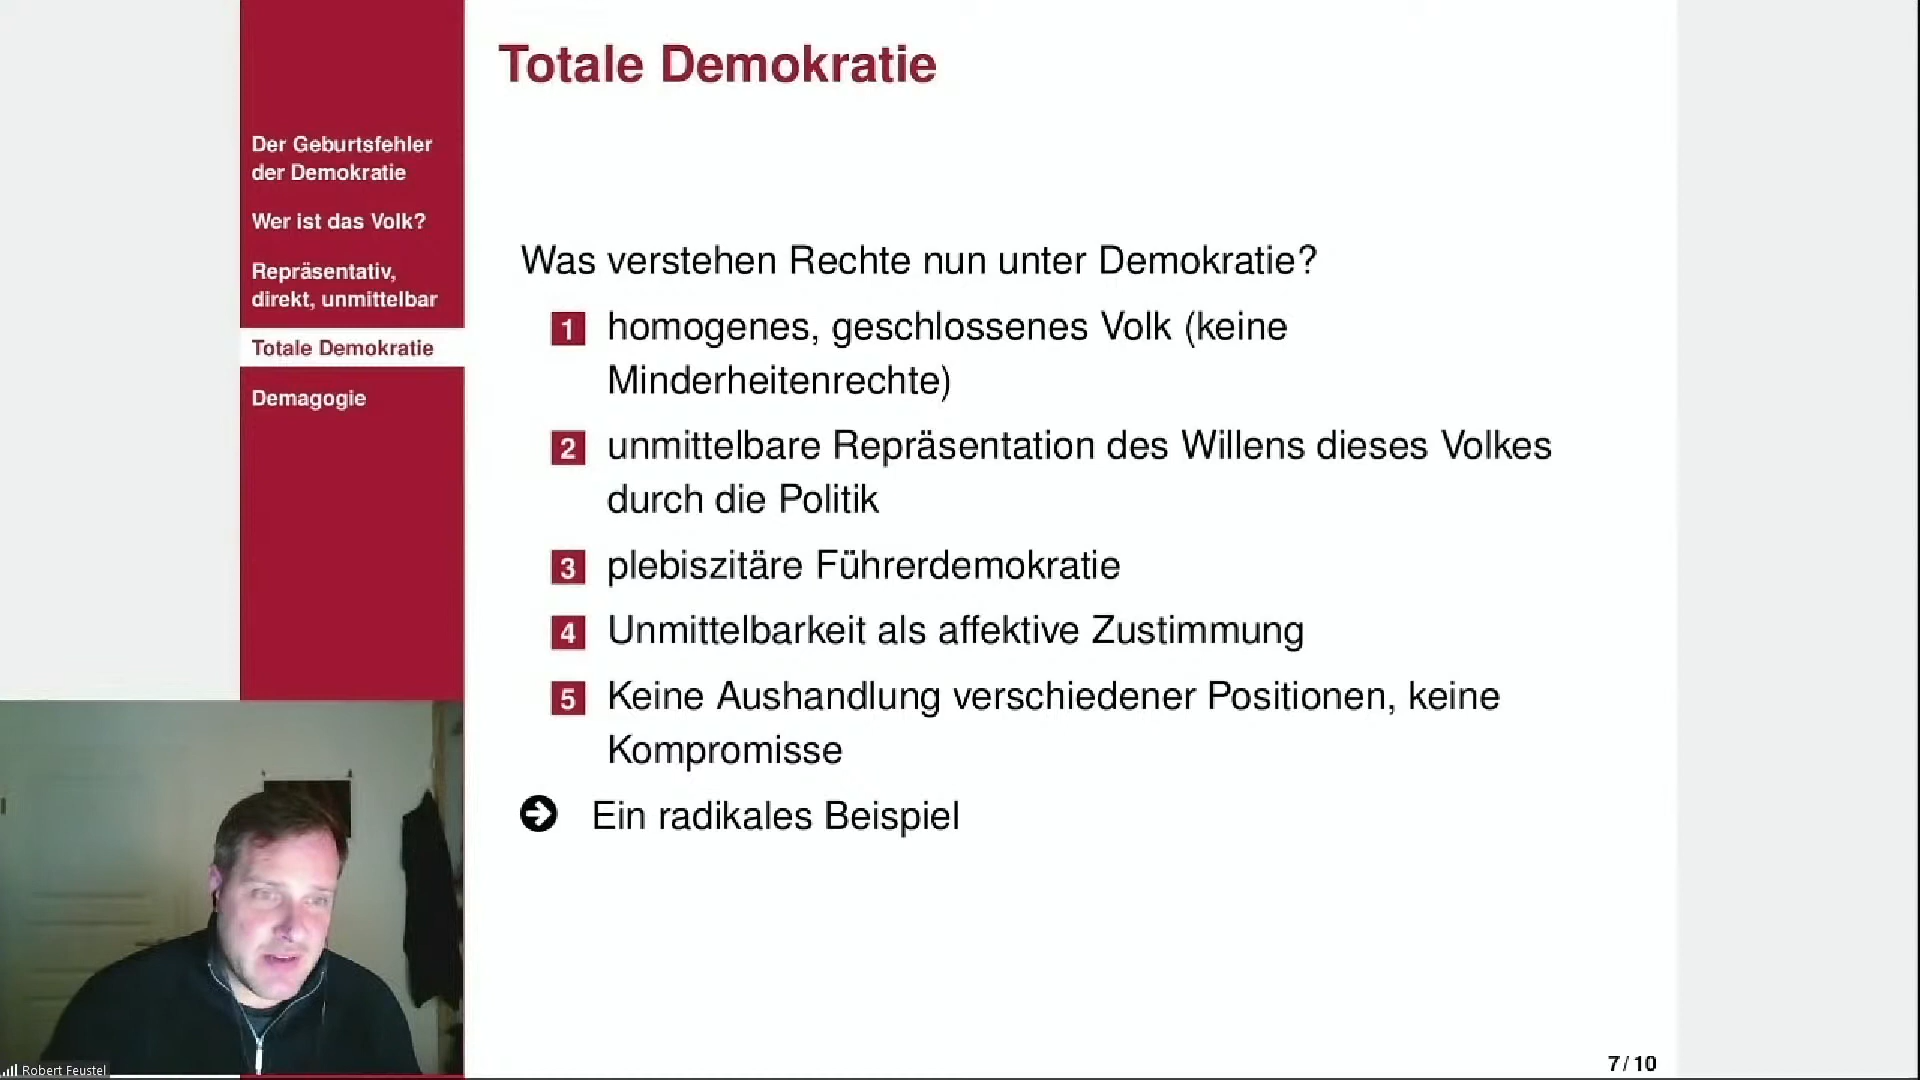 Totale Demokratie
Der Geburtsfehler
der Demokratie
Wer ist das Volk?
Repräsentativ,
direkt, unmittelbar
Totale Demokratie
Demagogie
Was verstehen Rechte nun unter Demokratie?
1 homogenes, geschlossenes Volk (keine
Minderheitenrechte)
2 unmittelbare Repräsentation des Willens dieses Volkes
durch die Politik
3 plebiszitäre Führerdemokratie
4 Unmittelbarkeit als affektive Zustimmung
5 Keine Aushandlung verschiedener Positionen, keine
Kompromisse
Ein radikales Beispiel
Robert Feustel
7 / 10